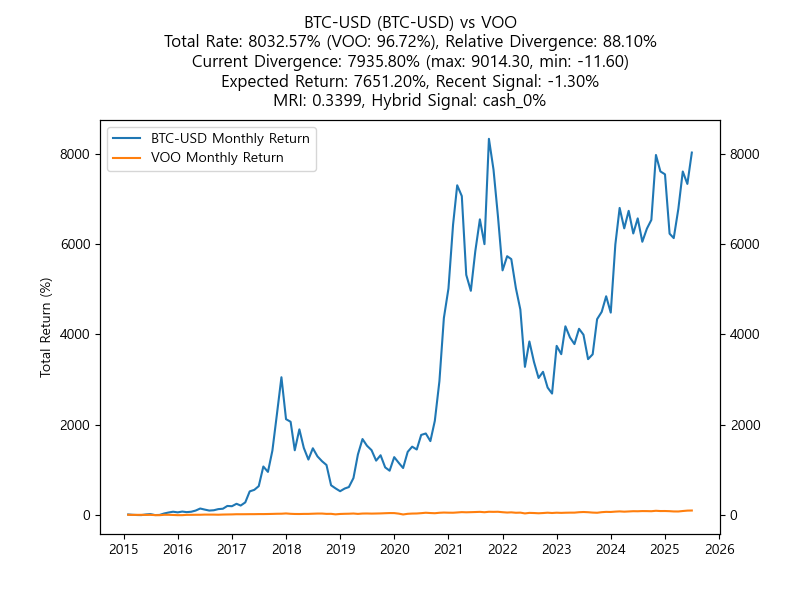 BTC-USD (BTC-USD) vs VOO
Total Rate: 8032.57% (VOO: 96.72%), Relative Divergence: 88.10%
Current Divergence: 7935.80% (max: 9014.30, min: -11.60)
Expected Return: 7651.20%, Recent Signal: -1.30%
MRI: 0.3399, Hybrid Signal: cash_0%
BTC-USD Monthly Return
VOO Monthly Return
Total Return (%)
8000 8000
6000 6000
4000 4000
2000 2000
0 0
2015 2016 2017 2018 2019 2020 2021 2022 2023 2024 2025 2026